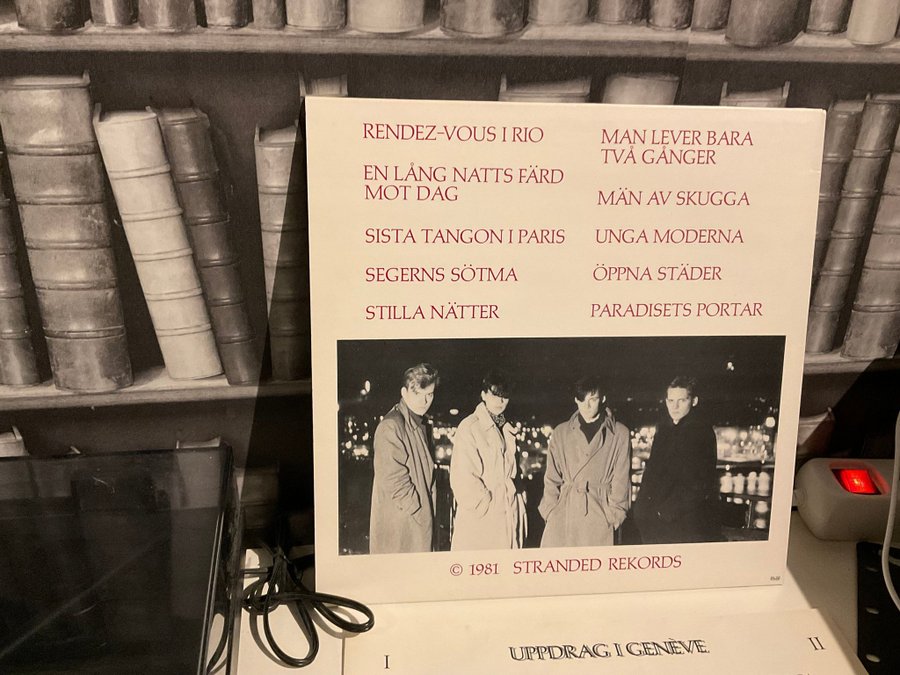 RENDEZ-VOUS I RIO
EN LÅNG NATTS FÄRD
MOT DAG
SISTA TANGON I PARIS
SEGERNS SÖTMA
STILLA NÄTTER
MAN LEVER BARA
TVÅ GÅNGER
MÄN AV SKUGGA
UNGA MODERNA
ÖPPNA STÄDER
PARADISETS PORTAR
© 1981 STRANDED REKORDS
I
UPPDRAG I GENÈVE
II